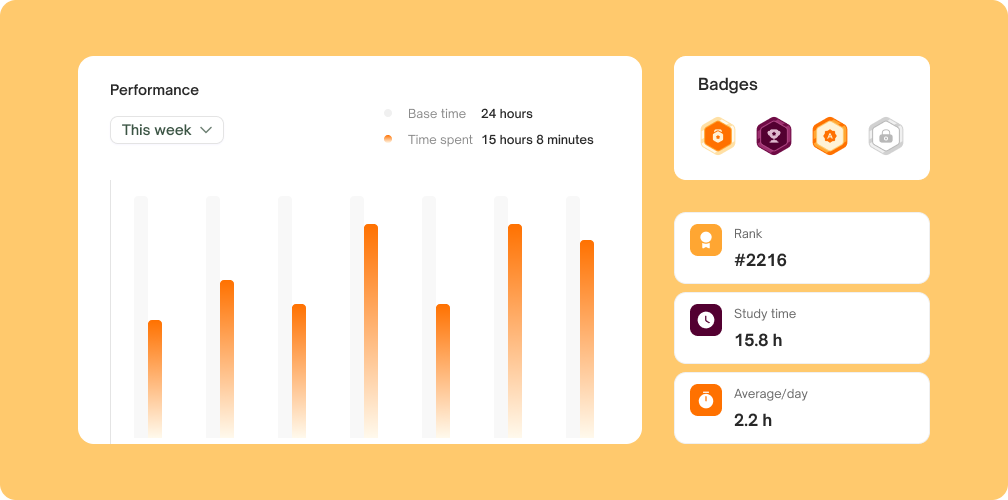 Performance
This week
Base time 24 hours
Time spent 15 hours 8 minutes
Badges
A
Rank
#2216
Study time
15.8 h
Average/day
2.2 h